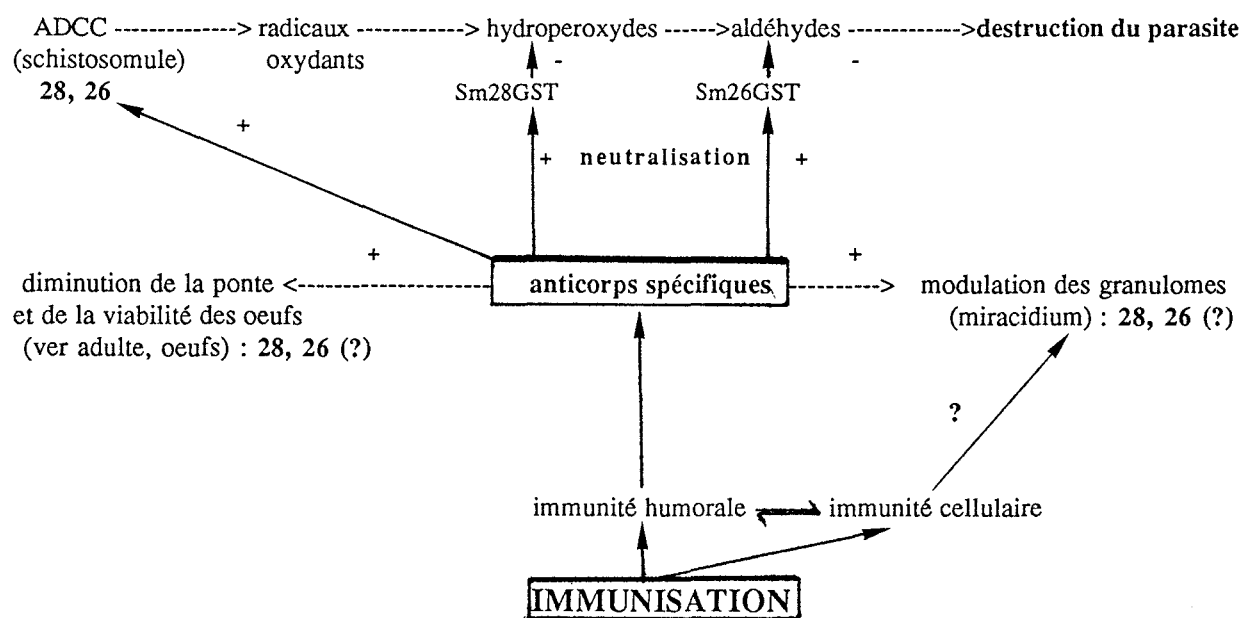 ADCC -------------> radicaux -------------> hydroperoxydes ------>aldéhydes ------------->destruction du parasite
(schistosomule) oxydants
28, 26
- -
Sm28GST Sm26GST
+
+ neutralisation +
+ +
diminution de la ponte <--------------------- anticorps spécifiques ------------> modulation des granulomes
et de la viabilité des oeufs (miracidium) : 28, 26 (?)
(ver adulte, oeufs) : 28, 26 (?)
?
immunité humorale immunité cellulaire
IMMUNISATION